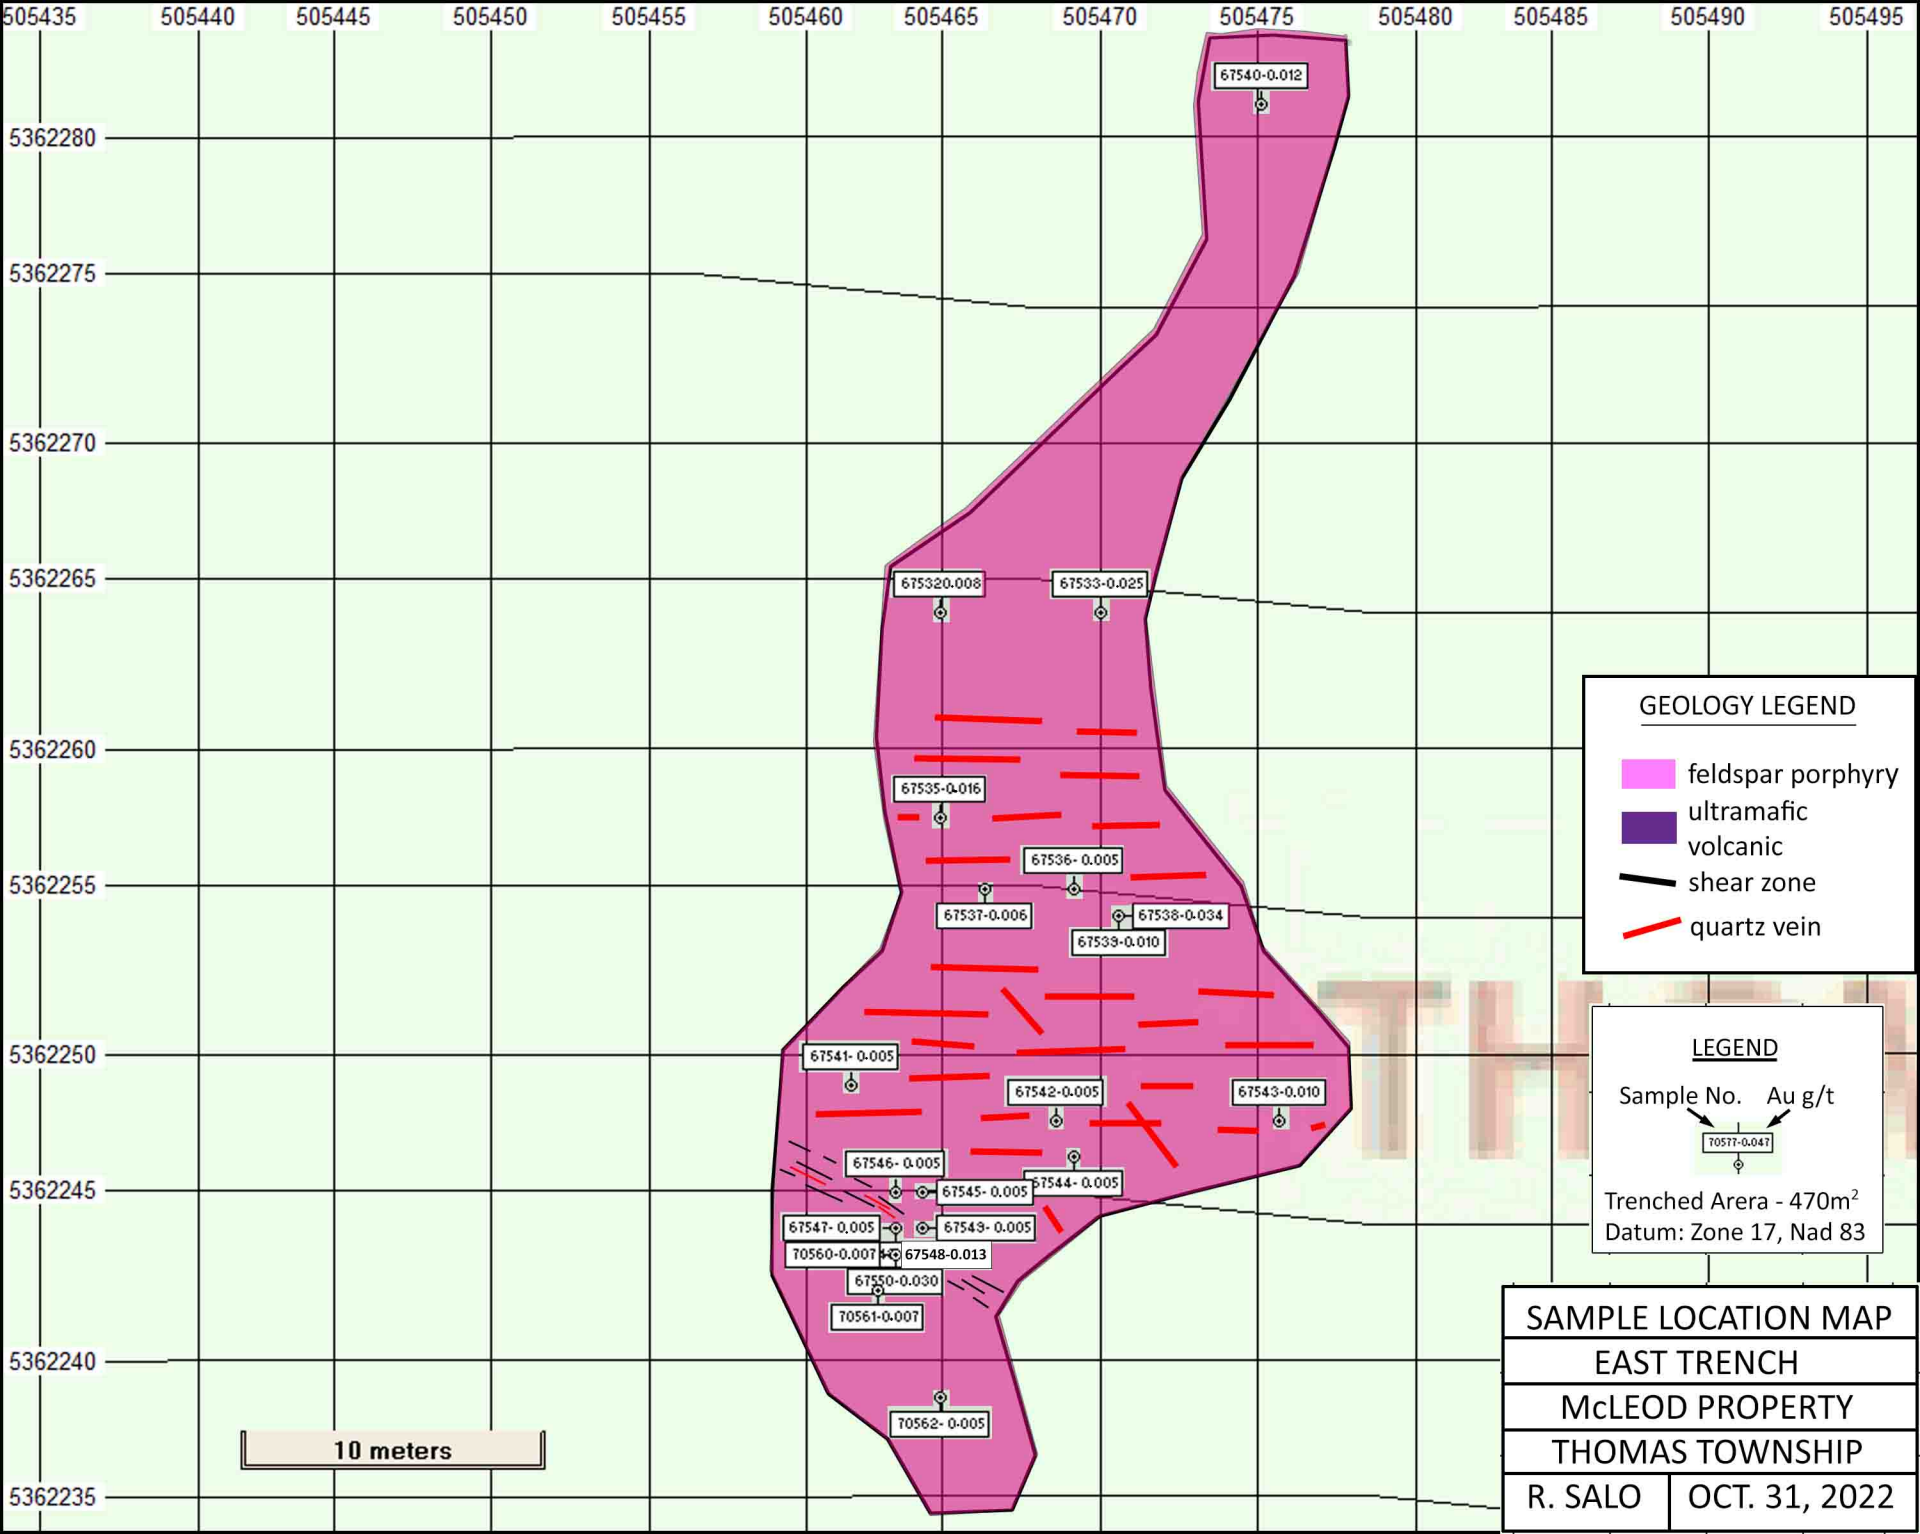 505435 505440 505445 505450 505455 505460 505465 505470 505475 505480 505485 505490 505495
67540-0.012
5362280
5362275
5362270
5362265
675320.008 67533-0.025
5362260
67535-0.016
67536- 0.005
5362255
67537-0.006 67538-0.034
67539-0.010
5362250
67541- 0.005
67542-0.005 67543-0.010
67546- 0.005
67544- 0.005
5362245
67545- 0.005
67547- 0.005 67549- 0.005
70560-0.007 67548-0.013
67550-0.030
70561-0.007
5362240
70562- 0.005
10 meters
5362235
GEOLOGY LEGEND
feldspar porphyry
ultramafic
volcanic
shear zone
quartz vein
TH
LEGEND
Sample No. Au g/t
70577-0.047
Trenched Arera - 470m²
Datum: Zone 17, Nad 83
SAMPLE LOCATION MAP
EAST TRENCH
McLEOD PROPERTY
THOMAS TOWNSHIP
R. SALO OCT. 31, 2022